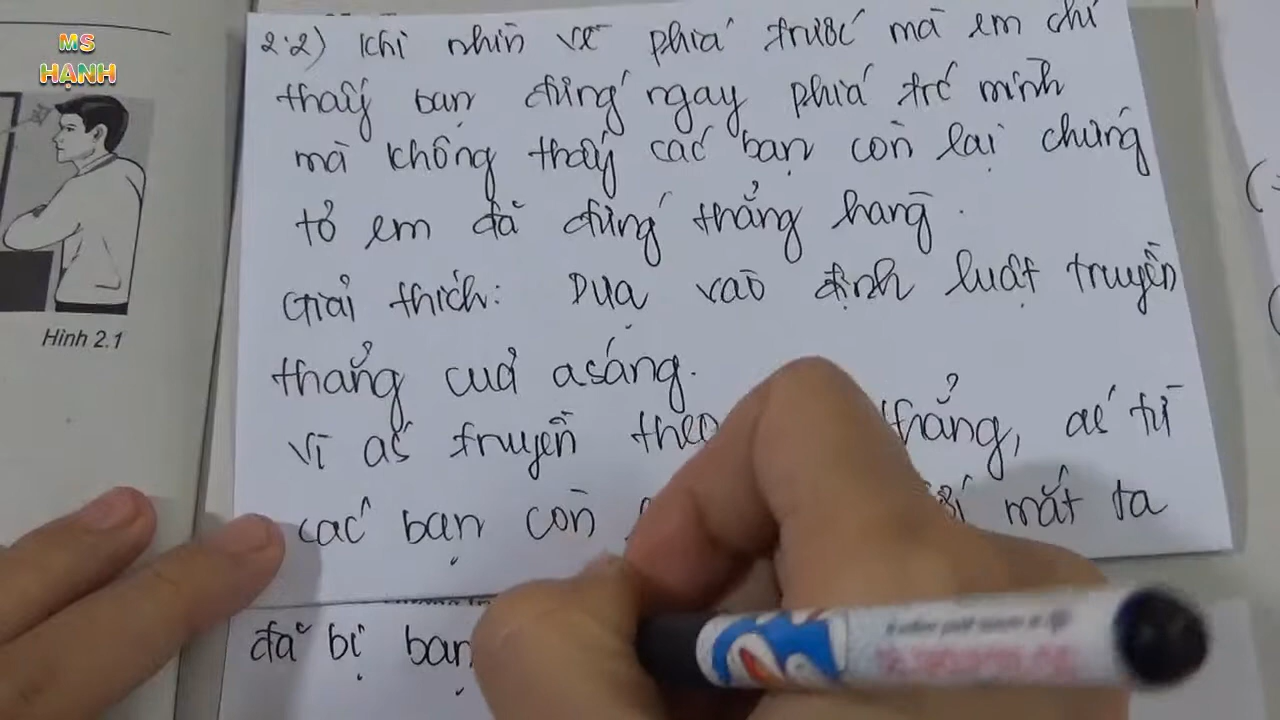 MS
HẠNH
Hình 2.1
2.2) Khi nhìn về phía trước mà em chỉ
thấy bạn đứng ngay phía trc mình
mà không thấy các bạn còn lại chứng
tỏ em đã đứng thẳng hàng.
Giải thích: Dựa vào định luật truyền
thẳng của a sáng.
Vì as truyền theo thẳng, as từ
các bạn còn mắt ta
đã bị bạn